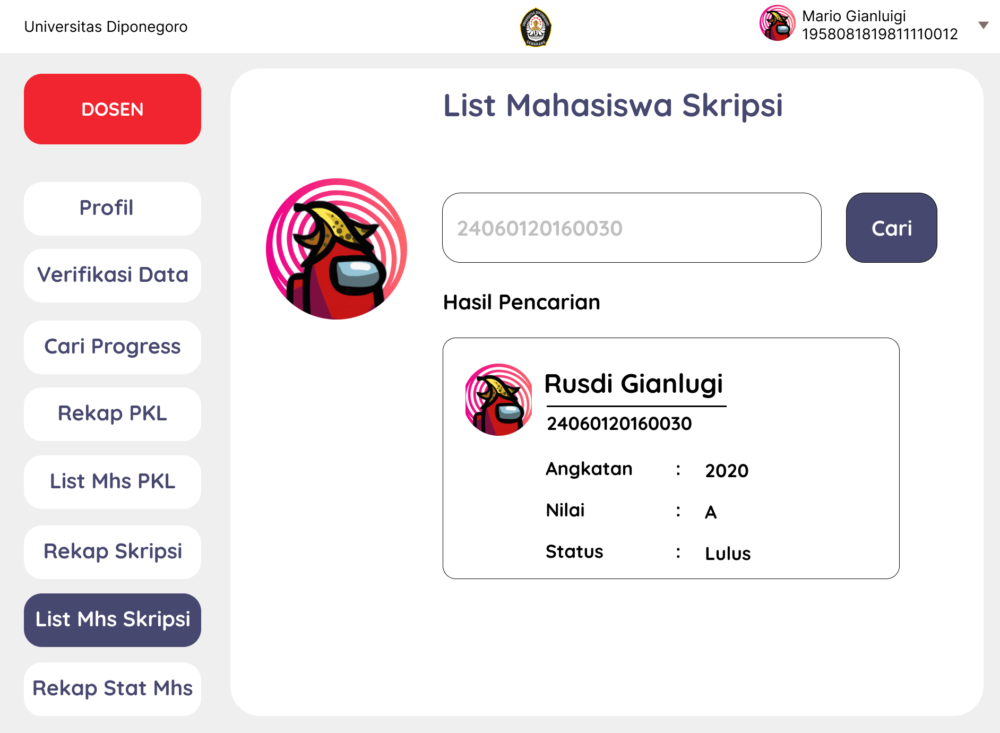 Universitas Diponegoro
UNIVERSITAS DIPONEGORO
SEMARANG
Mario Gianluigi
1958081819811110012
DOSEN
Profil
Verifikasi Data
Cari Progress
Rekap PKL
List Mhs PKL
Rekap Skripsi
List Mhs Skripsi
Rekap Stat Mhs
List Mahasiswa Skripsi
24060120160030
Cari
Hasil Pencarian
Rusdi Gianlugi
24060120160030
Angkatan : 2020
Nilai : A
Status : Lulus